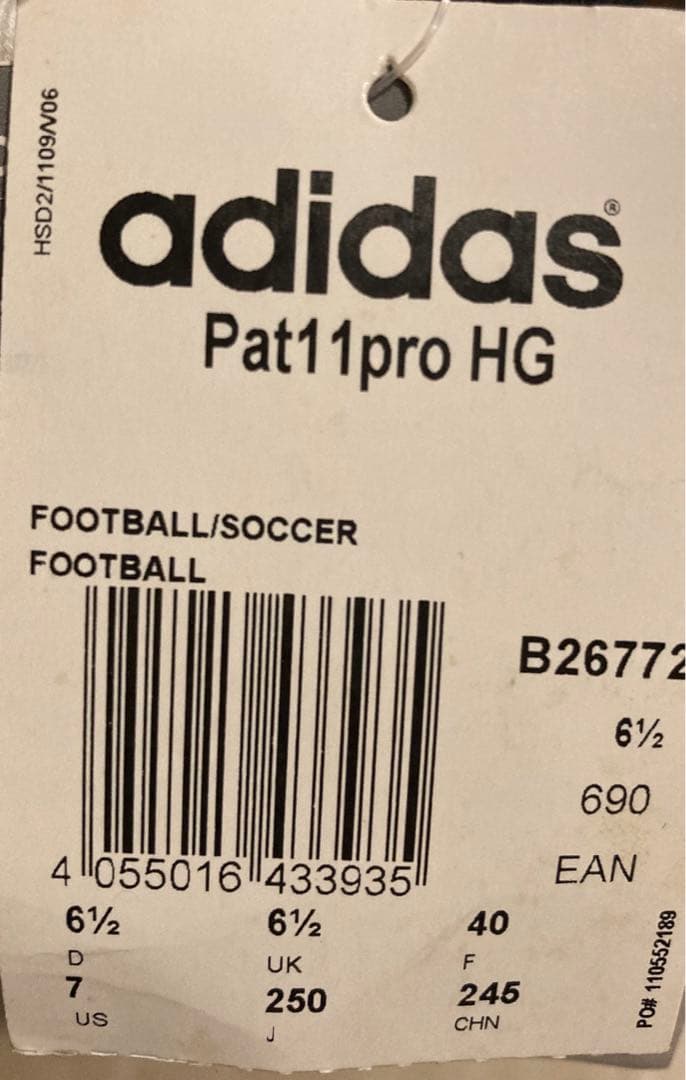 HSD2/1109/V06
adidas®
Pat11pro HG
FOOTBALL/SOCCER
FOOTBALL
B26772
6½
690
EAN
4 055016 433935
6½ 6½ 40
D UK F
7 250 245
US J CHN
PO# 110552189